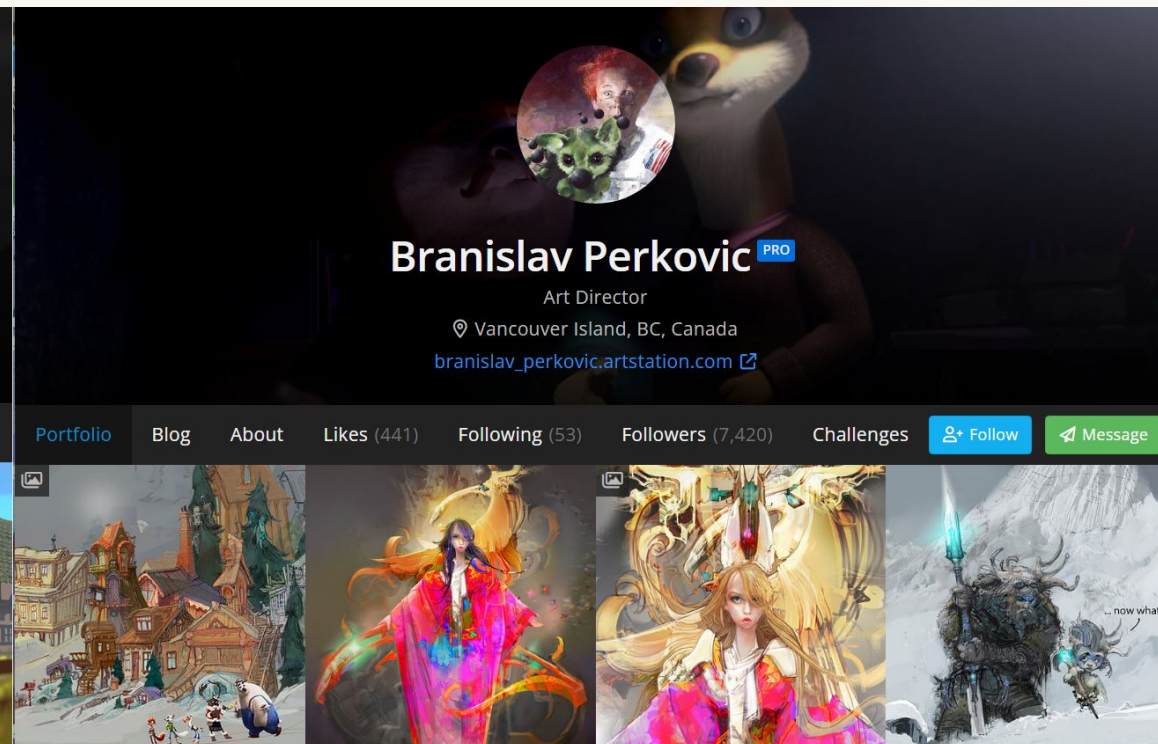 Branislav Perkovic PRO
Art Director
Vancouver Island, BC, Canada
branislav_perkovic.artstation.com
Portfolio Blog About Likes (441) Following (53) Followers (7,420) Challenges Follow Message
... now what